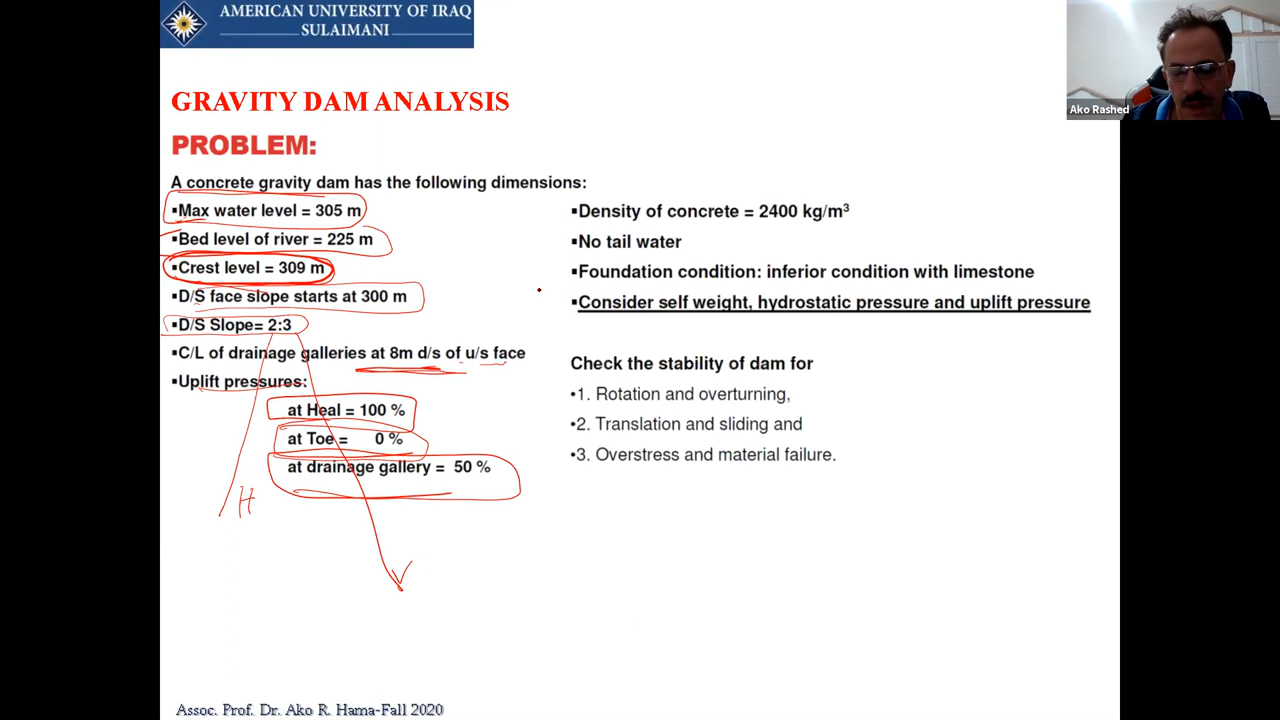 AMERICAN UNIVERSITY OF IRAQ
SULAIMANI
Ako Rashed
GRAVITY DAM ANALYSIS
PROBLEM:
A concrete gravity dam has the following dimensions:
▪Max water level = 305 m
▪Bed level of river = 225 m
▪Crest level = 309 m
▪D/S face slope starts at 300 m
▪D/S Slope= 2:3
▪C/L of drainage galleries at 8m d/s of u/s face
▪Uplift pressures:
at Heal = 100 %
at Toe = 0 %
at drainage gallery = 50 %
H
V
▪Density of concrete = 2400 kg/m³
▪No tail water
▪Foundation condition: inferior condition with limestone
▪Consider self weight, hydrostatic pressure and uplift pressure
Check the stability of dam for
•1. Rotation and overturning,
•2. Translation and sliding and
•3. Overstress and material failure.
Assoc. Prof. Dr. Ako R. Hama-Fall 2020